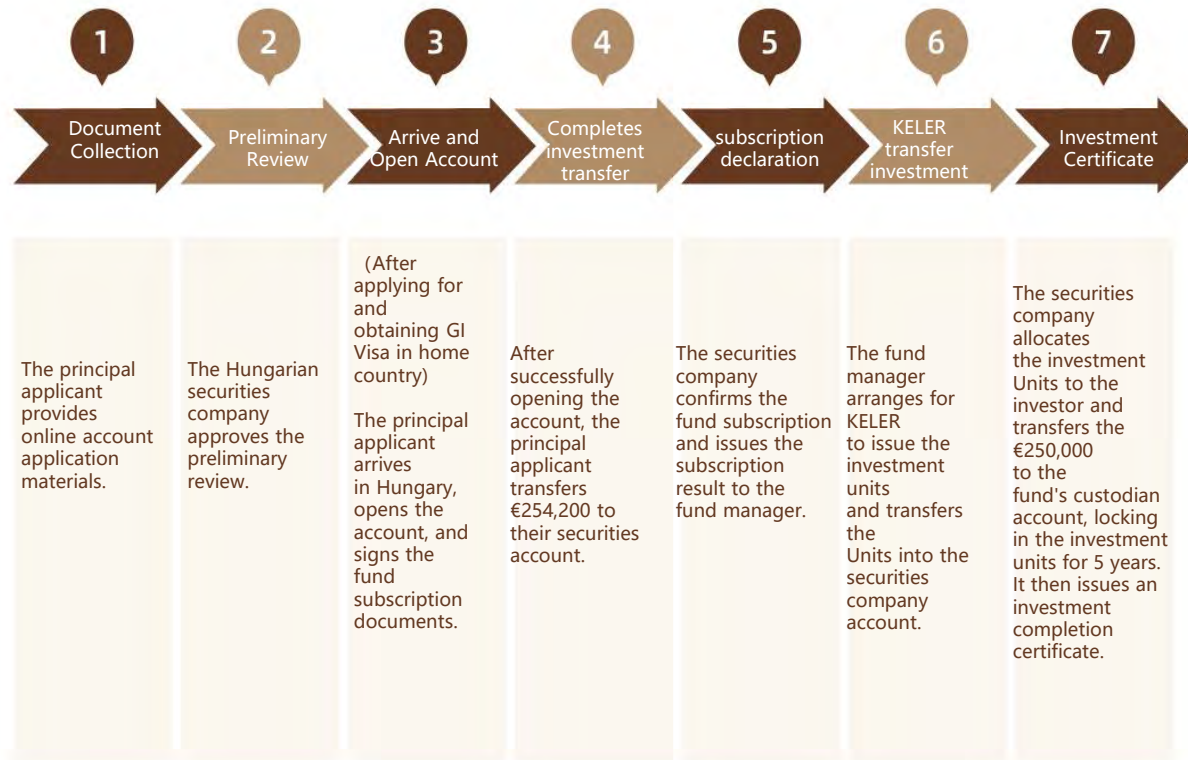 1
2
3
4
5
6
7
Document
Collection
Preliminary
Review
Arrive and
Open Account
Completes
investment
transfer
subscription
declaration
KELER
transfer
investment
Investment
Certificate
The principal
applicant
provides
online account
application
materials.
The Hungarian
securities
company
approves the
preliminary
review.
(After
applying for
and
obtaining GI
Visa in home
country)
The principal
applicant
arrives
in Hungary,
opens the
account, and
signs the
fund
subscription
documents.
After
successfully
opening the
account, the
principal
applicant
transfers
€254,200 to
their securities
account.
The securities
company
confirms the
fund subscription
and issues the
subscription
result to the
fund manager.
The fund
manager
arranges for
KELER
to issue the
investment
units
and transfers
the
Units into the
securities
company
account.
The securities
company
allocates
the investment
Units to the
investor and
transfers the
€250,000
to the
fund's custodian
account, locking
in the investment
units for 5 years.
It then issues an
investment
completion
certificate.